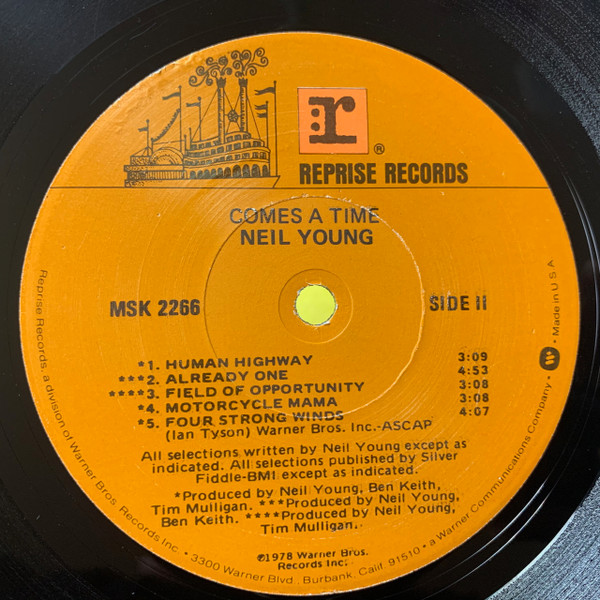 r
®
REPRISE RECORDS
COMES A TIME
NEIL YOUNG
MSK 2266
SIDE II
*1. HUMAN HIGHWAY 3:09
***2. ALREADY ONE 4:53
****3. FIELD OF OPPORTUNITY 3:08
*4. MOTORCYCLE MAMA 3:08
*5. FOUR STRONG WINDS 4:07
(Ian Tyson) Warner Bros. Inc.-ASCAP
All selections written by Neil Young except as
indicated. All selections published by Silver
Fiddle-BMI except as indicated.
*Produced by Neil Young, Ben Keith,
Tim Mulligan. ***Produced by Neil Young,
Ben Keith. ****Produced by Neil Young,
Tim Mulligan.
℗1978 Warner Bros.
Records Inc.
Reprise Records, a division of Warner Bros. Records Inc. • 3300 Warner Blvd., Burbank, Calif. 91510 • a Warner Communications Company • Made in U S A